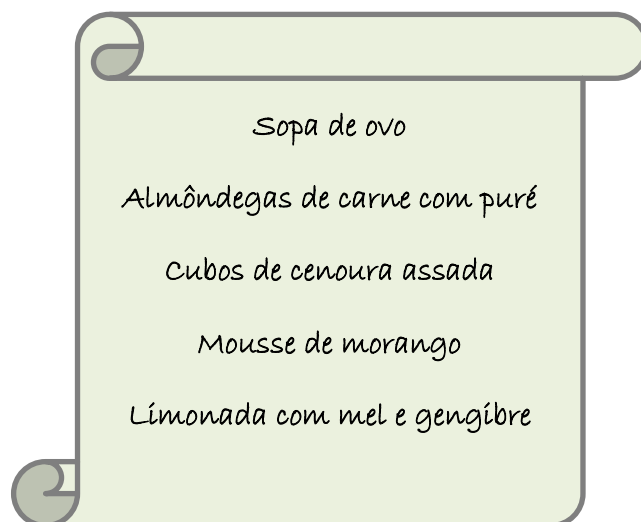 Sopa de ovo
Almôndegas de carne com puré
Cubos de cenoura assada
Mousse de morango
Limonada com mel e gengibre